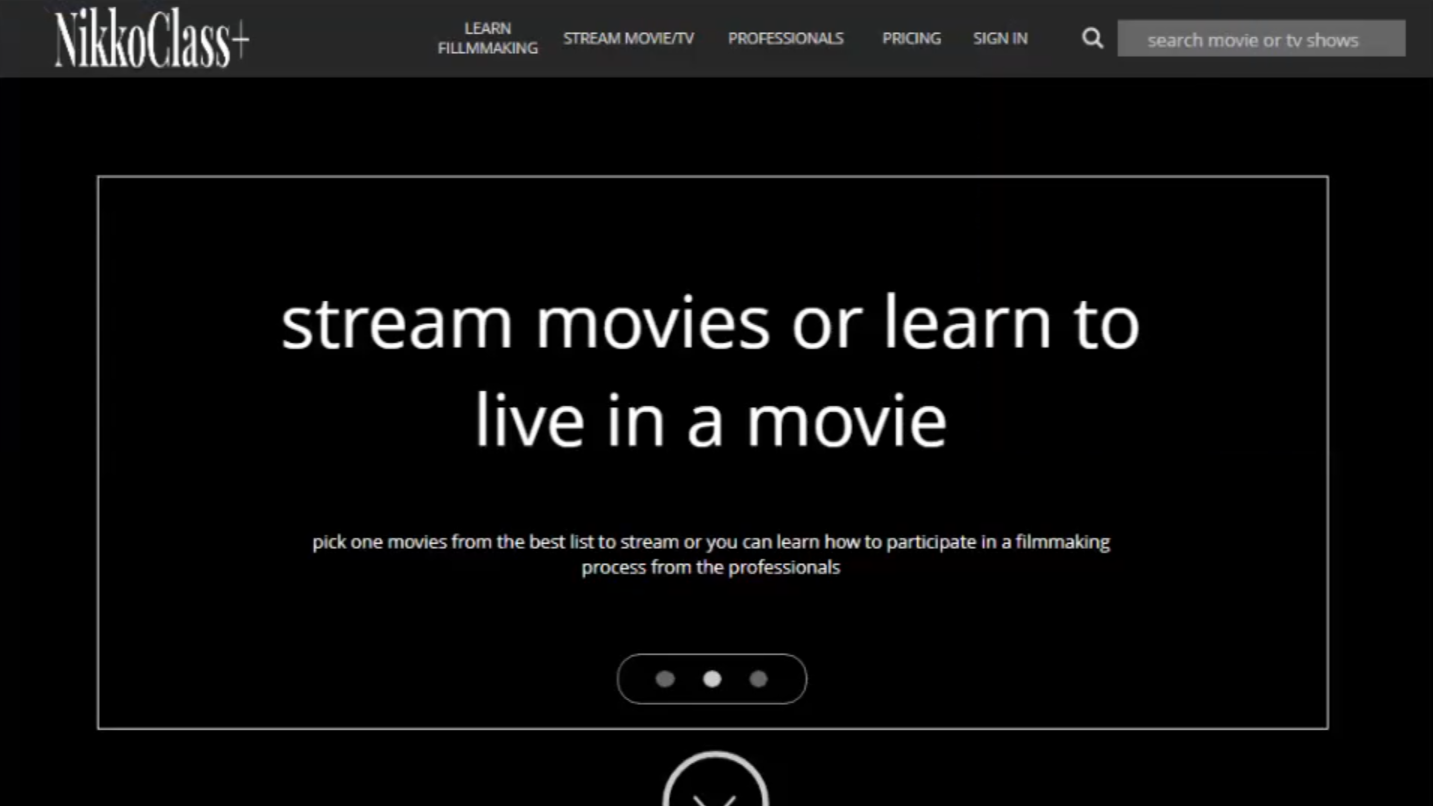 NikkoClass+
LEARN
FILLMMAKING
STREAM MOVIE/TV
PROFESSIONALS
PRICING
SIGN IN
search movie or tv shows
stream movies or learn to
live in a movie
pick one movies from the best list to stream or you can learn how to participate in a filmmaking
process from the professionals